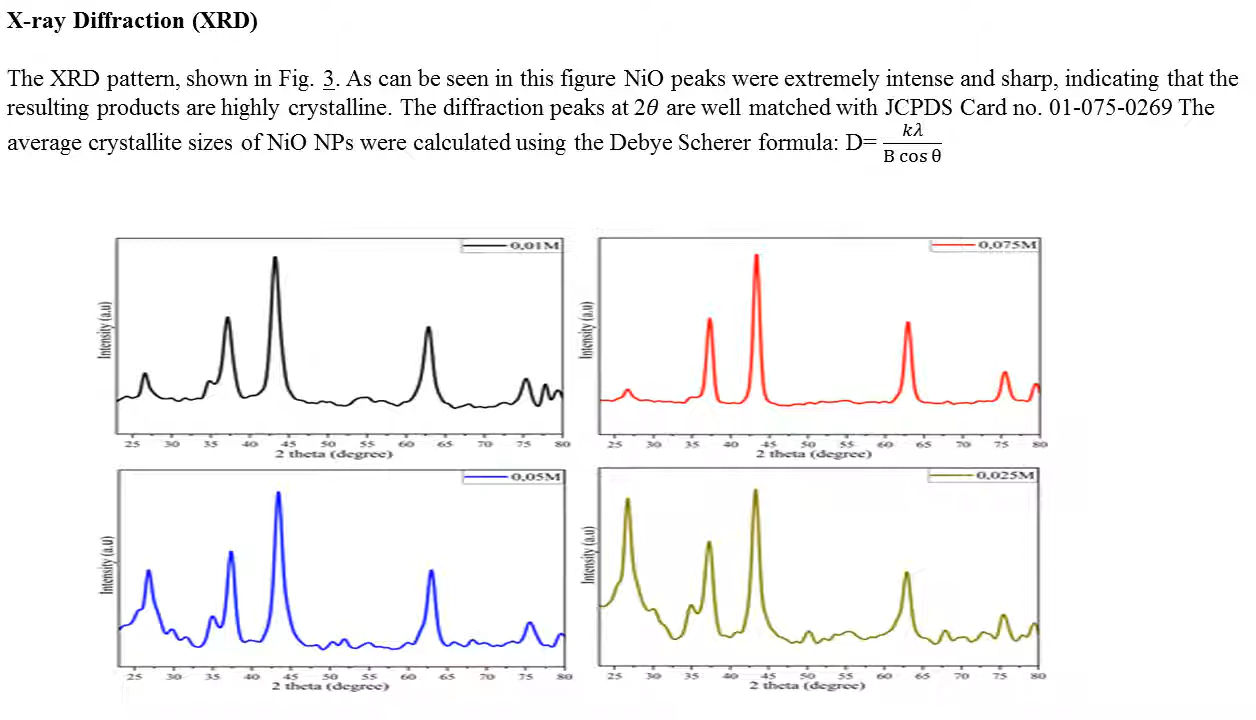 X-ray Diffraction (XRD)
The XRD pattern, shown in Fig. 3. As can be seen in this figure NiO peaks were extremely intense and sharp, indicating that the
resulting products are highly crystalline. The diffraction peaks at 2θ are well matched with JCPDS Card no. 01-075-0269 The
average crystallite sizes of NiO NPs were calculated using the Debye Scherer formula: D= kλ / B cos θ
0,01M
Intensity (a.u)
25 30 35 40 45 50 55 60 65 70 75 80
2 theta (degree)
0,075M
Intensity (a.u)
25 30 35 40 45 50 55 60 65 70 75 80
2 theta (degree)
0,05M
Intensity (a.u)
25 30 35 40 45 50 55 60 65 70 75 80
2 theta (degree)
0,025M
Intensity (a.u)
25 30 35 40 45 50 55 60 65 70 75 80
2 theta (degree)